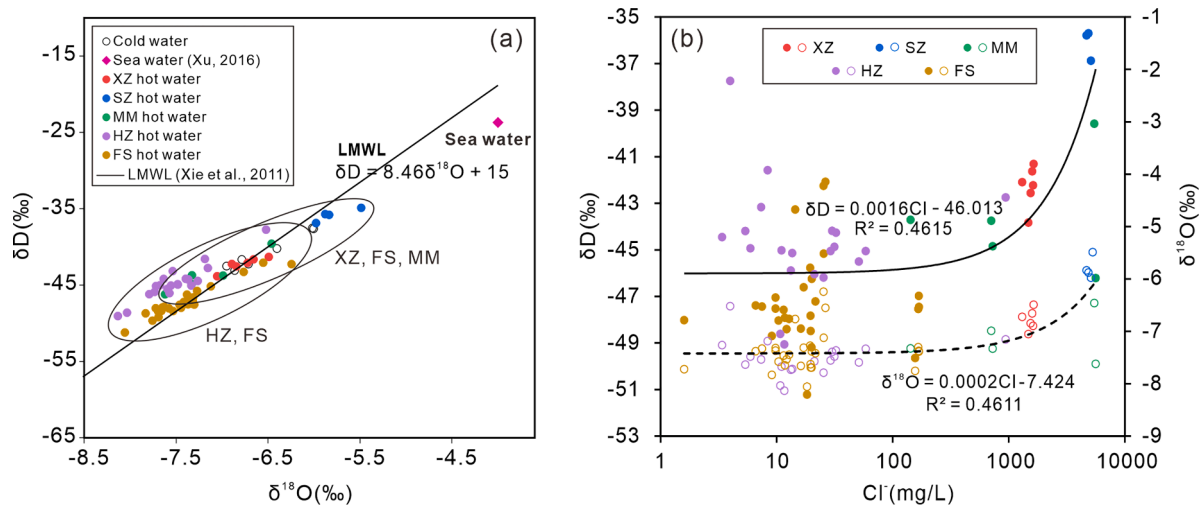 (a)
Cold water
Sea water (Xu, 2016)
XZ hot water
SZ hot water
MM hot water
HZ hot water
FS hot water
LMWL (Xie et al., 2011)
-5
-15
-25
-35
-45
-55
-65
δD(‰)
Sea water
LMWL
δD = 8.46δ¹⁸O + 15
XZ, FS, MM
HZ, FS
-8.5
-7.5
-6.5
-5.5
-4.5
δ¹⁸O(‰)
(b)
XZ
SZ
MM
HZ
FS
-35
-37
-39
-41
-43
-45
-47
-49
-51
-53
δD(‰)
δD = 0.0016Cl - 46.013
R² = 0.4615
δ¹⁸O = 0.0002Cl-7.424
R² = 0.4611
-1
-2
-3
-4
-5
-6
-7
-8
-9
δ¹⁸O(‰)
1
10
100
1000
10000
Cl⁻(mg/L)